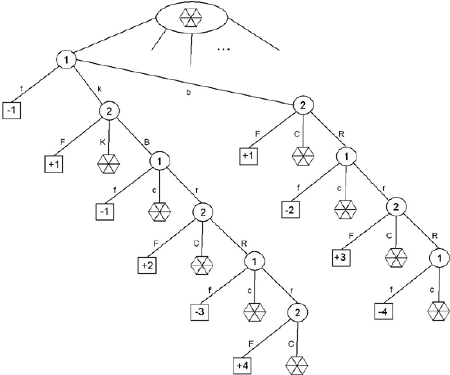 ...
1
f k b
2 2
-1
F K B F C R
+1 1 +1 1
f c r f c r
-1 2 -2 2
F C R F C R
+2 1 +3 1
f c r f c
-3 2 -4
F C
+4